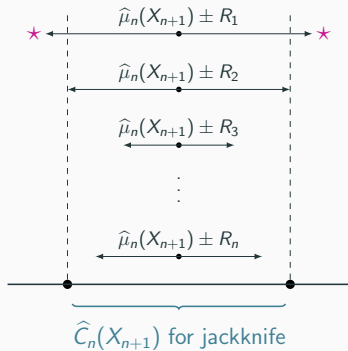 μ̂ₙ(Xₙ₊₁) ± R₁
μ̂ₙ(Xₙ₊₁) ± R₂
μ̂ₙ(Xₙ₊₁) ± R₃
⋮
μ̂ₙ(Xₙ₊₁) ± Rₙ
Ĉₙ(Xₙ₊₁) for jackknife